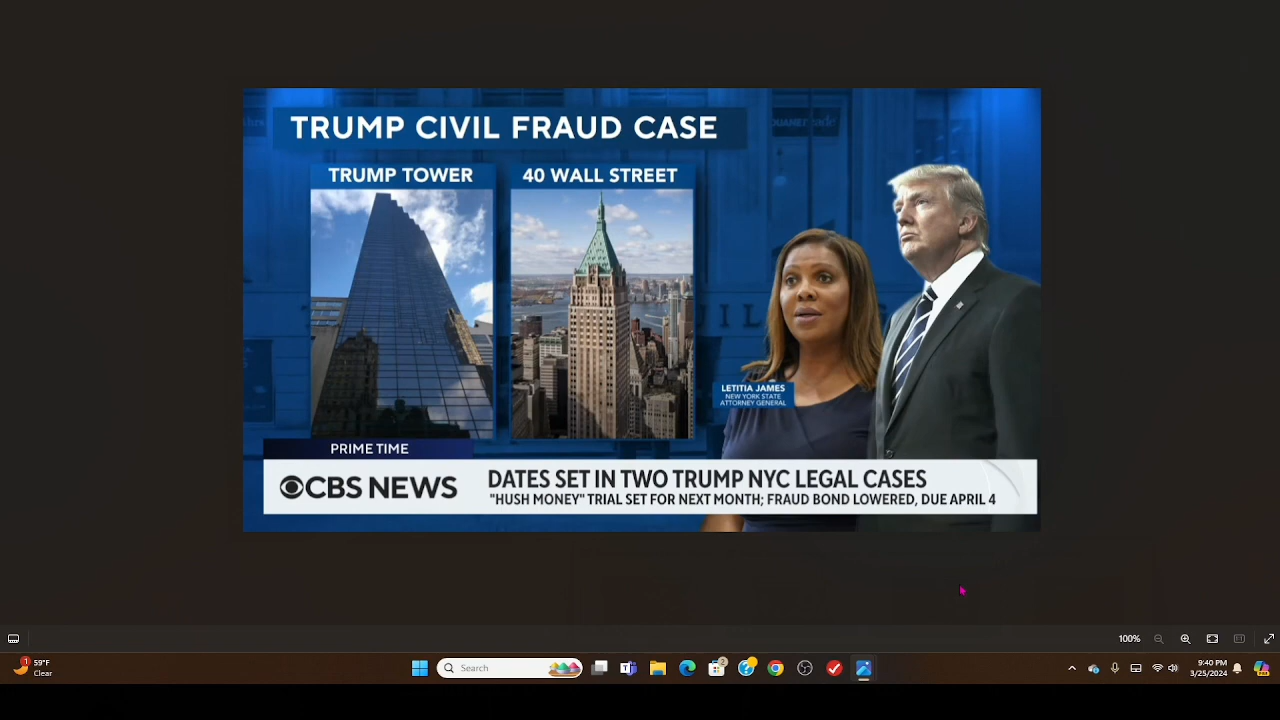 TRUMP CIVIL FRAUD CASE
TRUMP TOWER
40 WALL STREET
LETITIA JAMES
NEW YORK STATE
ATTORNEY GENERAL
PRIME TIME
CBS NEWS
DATES SET IN TWO TRUMP NYC LEGAL CASES
"HUSH MONEY" TRIAL SET FOR NEXT MONTH; FRAUD BOND LOWERED, DUE APRIL 4
100%
1
59°F
Clear
Search
2
9:40 PM
3/25/2024